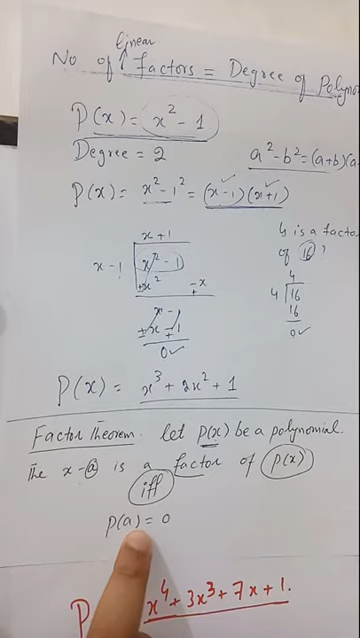 No of linear Factors = Degree of Polyno
P(x) = x² - 1
Degree = 2
a² - b² = (a+b)(a-
P(x) = x² - 1² = (x-1)(x+1)
x+1
x-1 x² - 1
x² - x
+
x - 1
± x ∓ 1
0✓
4 is a facto
of 16 ?
4
4 16
16
0✓
P(x) = x³ + 2x² + 1
Factor Theorem. let p(x) be a polynomial.
The x-a is a factor of p(x)
iff
p(a) = 0
P x⁴ + 3x³ + 7x + 1.